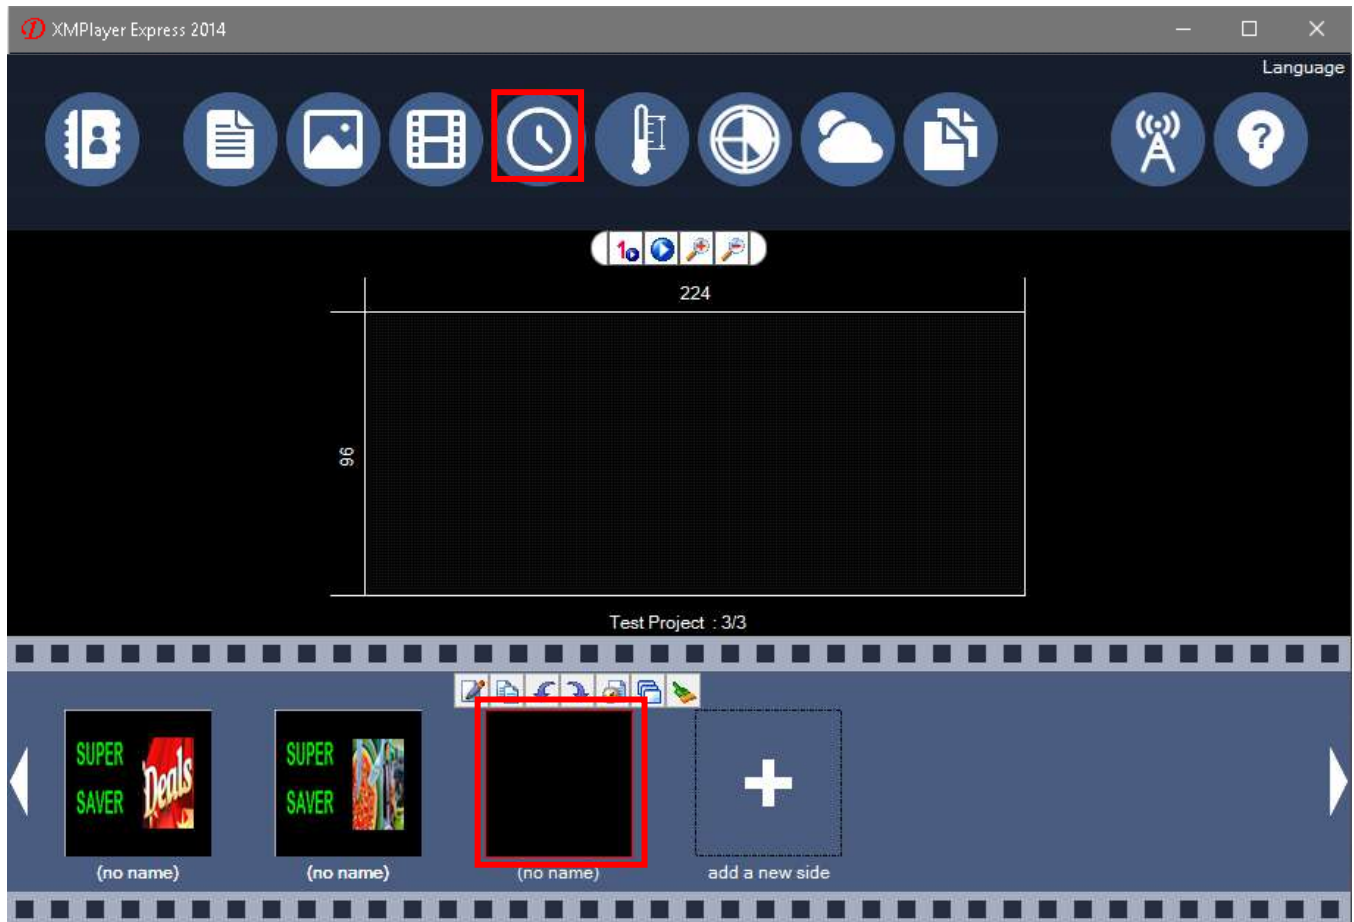 XMPlayer Express 2014
Language
?
1
224
96
Test Project : 3/3
SUPER
SAVER
Deals
SUPER
SAVER
(no name)
(no name)
(no name)
add a new side